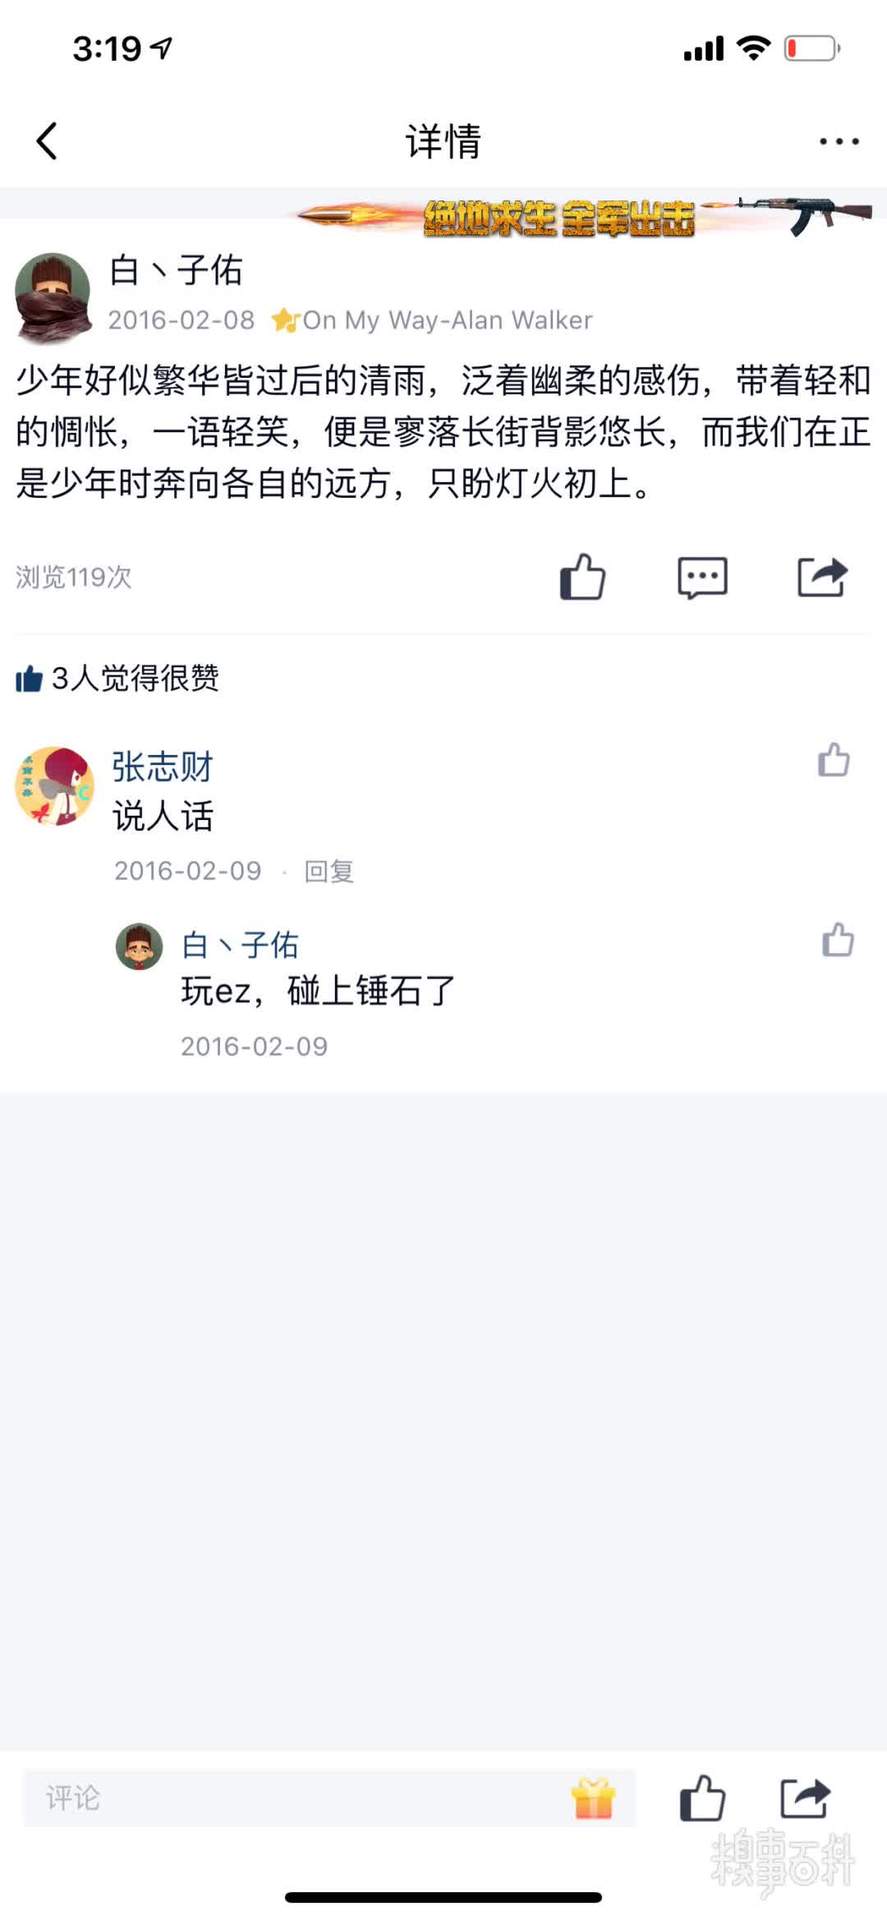 3:19
详情
绝地求生 全军出击
白丶子佑
2016-02-08 On My Way-Alan Walker
少年好似繁华皆过后的清雨，泛着幽柔的感伤，带着轻和
的惆怅，一语轻笑，便是寥落长街背影悠长，而我们在正
是少年时奔向各自的远方，只盼灯火初上。
浏览119次
3人觉得很赞
张志财
说人话
2016-02-09 · 回复
白丶子佑
玩ez，碰上锤石了
2016-02-09
评论
糗事百科